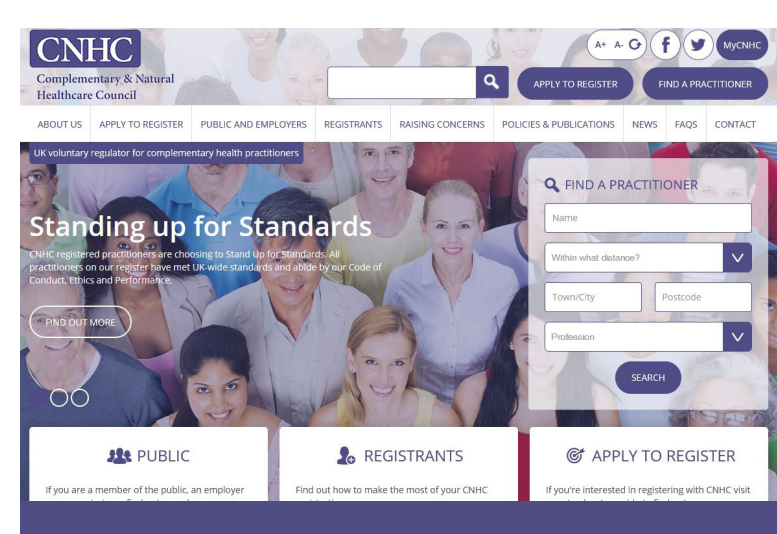 CNHC
Complementary & Natural
Healthcare Council
A+ A-
MyCNHC
APPLY TO REGISTER
FIND A PRACTITIONER
ABOUT US
APPLY TO REGISTER
PUBLIC AND EMPLOYERS
REGISTRANTS
RAISING CONCERNS
POLICIES & PUBLICATIONS
NEWS
FAQS
CONTACT
UK voluntary regulator for complementary health practitioners
Standing up for Standards
CNHC registered practitioners are choosing to Stand Up for Standards. All
practitioners on our register have met UK-wide standards and abide by our Code of
Conduct, Ethics and Performance.
FIND OUT MORE
FIND A PRACTITIONER
Name
Within what distance?
Town/City
Postcode
Profession
SEARCH
PUBLIC
If you are a member of the public, an employer
REGISTRANTS
Find out how to make the most of your CNHC
APPLY TO REGISTER
If you're interested in registering with CNHC visit